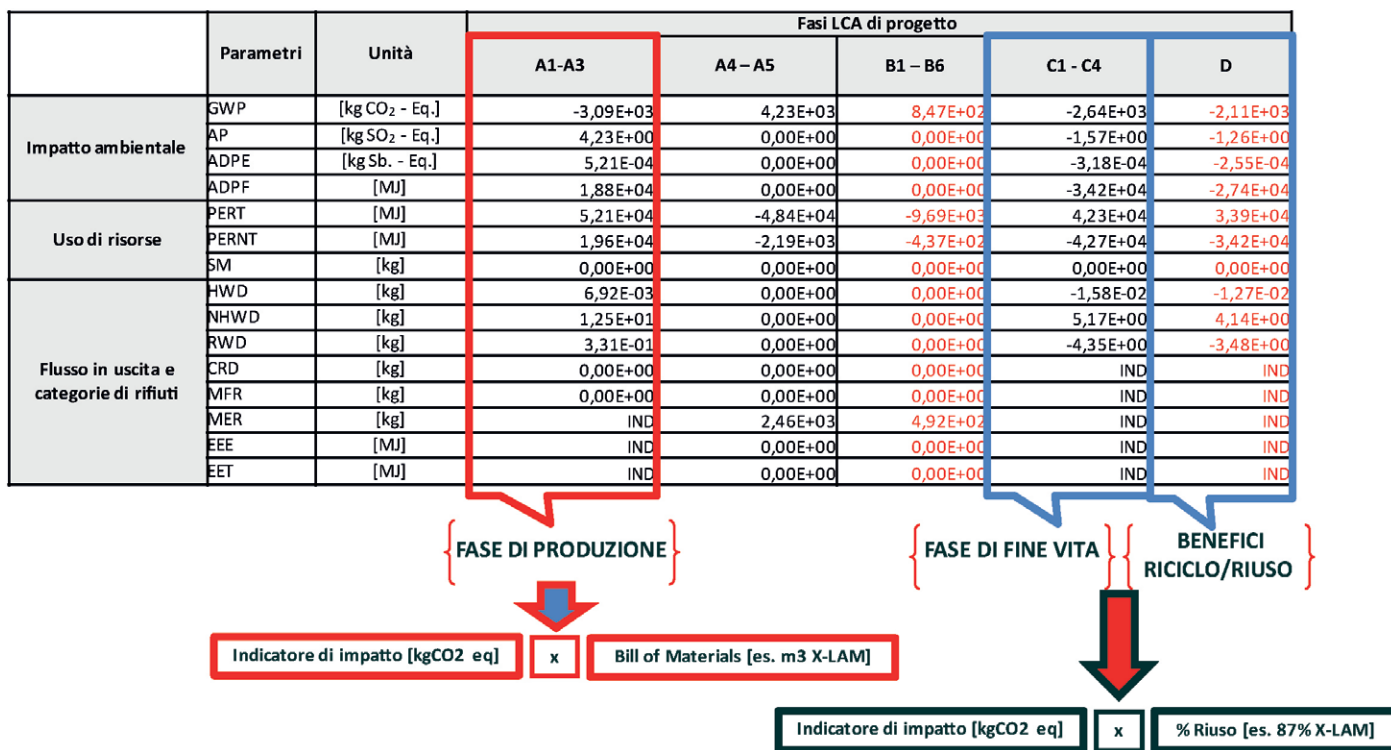 Fasi LCA di progetto
Parametri Unità A1-A3 A4 – A5 B1 – B6 C1 - C4 D
Impatto ambientale
GWP [kg CO₂ - Eq.] -3,09E+03 4,23E+03 8,47E+02 -2,64E+03 -2,11E+03
AP [kg SO₂ - Eq.] 4,23E+00 0,00E+00 0,00E+00 -1,57E+00 -1,26E+00
ADPE [kg Sb. - Eq.] 5,21E-04 0,00E+00 0,00E+00 -3,18E-04 -2,55E-04
ADPF [MJ] 1,88E+04 0,00E+00 0,00E+00 -3,42E+04 -2,74E+04
Uso di risorse
PERT [MJ] 5,21E+04 -4,84E+04 -9,69E+03 4,23E+04 3,39E+04
PERNT [MJ] 1,96E+04 -2,19E+03 -4,37E+02 -4,27E+04 -3,42E+04
SM [kg] 0,00E+00 0,00E+00 0,00E+00 0,00E+00 0,00E+00
Flusso in uscita e
categorie di rifiuti
HWD [kg] 6,92E-03 0,00E+00 0,00E+00 -1,58E-02 -1,27E-02
NHWD [kg] 1,25E+01 0,00E+00 0,00E+00 5,17E+00 4,14E+00
RWD [kg] 3,31E-01 0,00E+00 0,00E+00 -4,35E+00 -3,48E+00
CRD [kg] 0,00E+00 0,00E+00 0,00E+00 IND IND
MFR [kg] 0,00E+00 0,00E+00 0,00E+00 IND IND
MER [kg] IND 2,46E+03 4,92E+02 IND IND
EEE [MJ] IND 0,00E+00 0,00E+00 IND IND
EET [MJ] IND 0,00E+00 0,00E+00 IND IND
FASE DI PRODUZIONE
FASE DI FINE VITA
BENEFICI
RICICLO/RIUSO
Indicatore di impatto [kgCO2 eq] x Bill of Materials [es. m3 X-LAM]
Indicatore di impatto [kgCO2 eq] x % Riuso [es. 87% X-LAM]